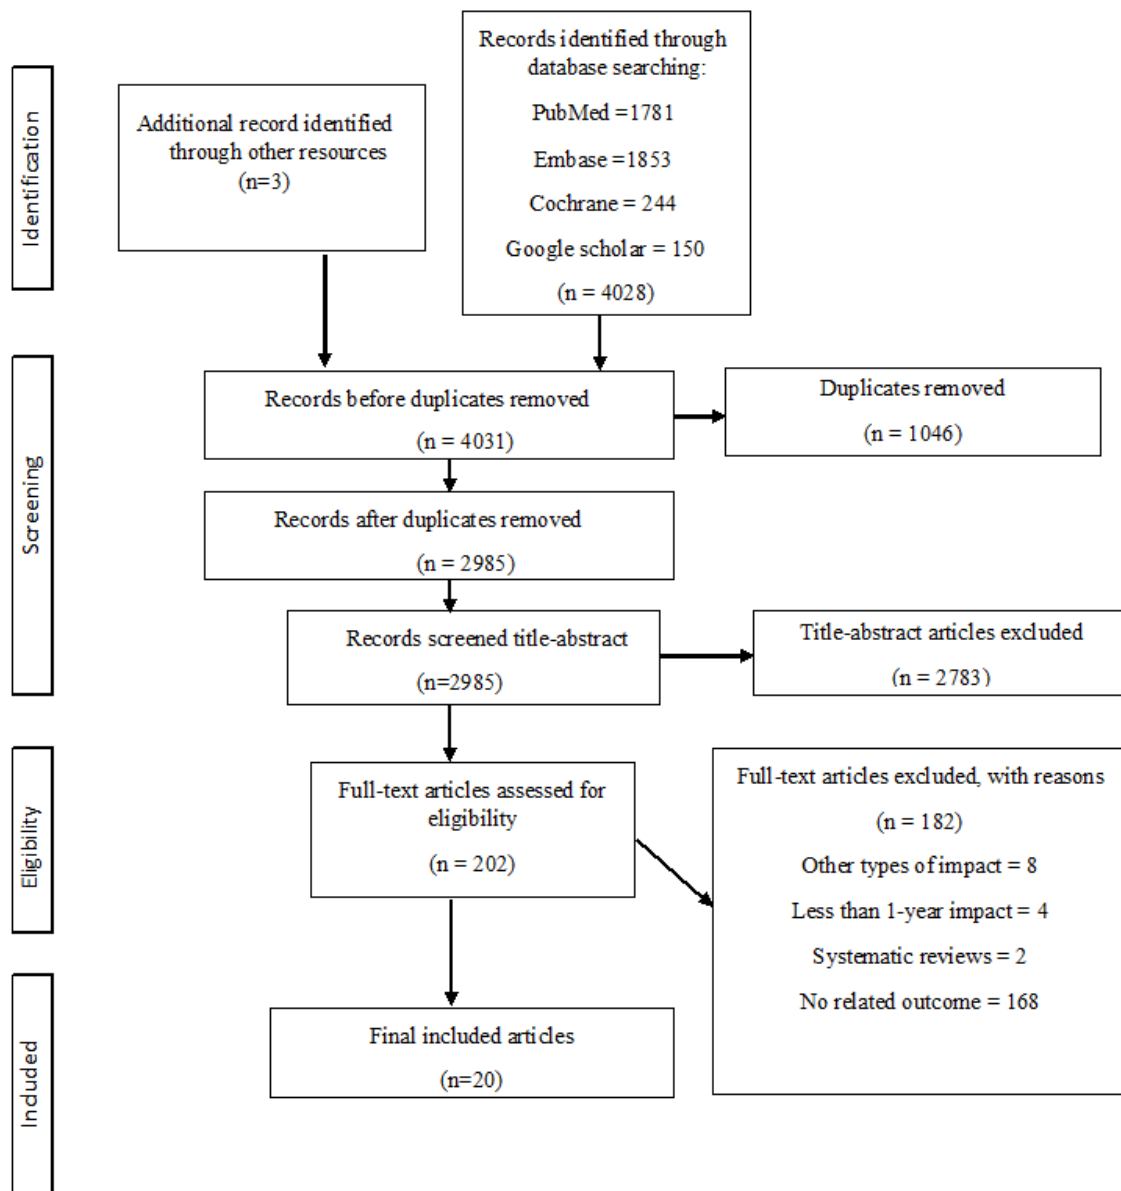 Identification
Additional record identified
through other resources
(n=3)
Records identified through
database searching:
PubMed =1781
Embase =1853
Cochrane = 244
Google scholar = 150
(n = 4028)
Screening
Records before duplicates removed
(n = 4031)
Duplicates removed
(n = 1046)
Records after duplicates removed
(n = 2985)
Records screened title-abstract
(n=2985)
Title-abstract articles excluded
(n = 2783)
Eligibility
Full-text articles assessed for
eligibility
(n = 202)
Full-text articles excluded, with reasons
(n = 182)
Other types of impact = 8
Less than 1-year impact = 4
Systematic reviews = 2
No related outcome = 168
Included
Final included articles
(n=20)